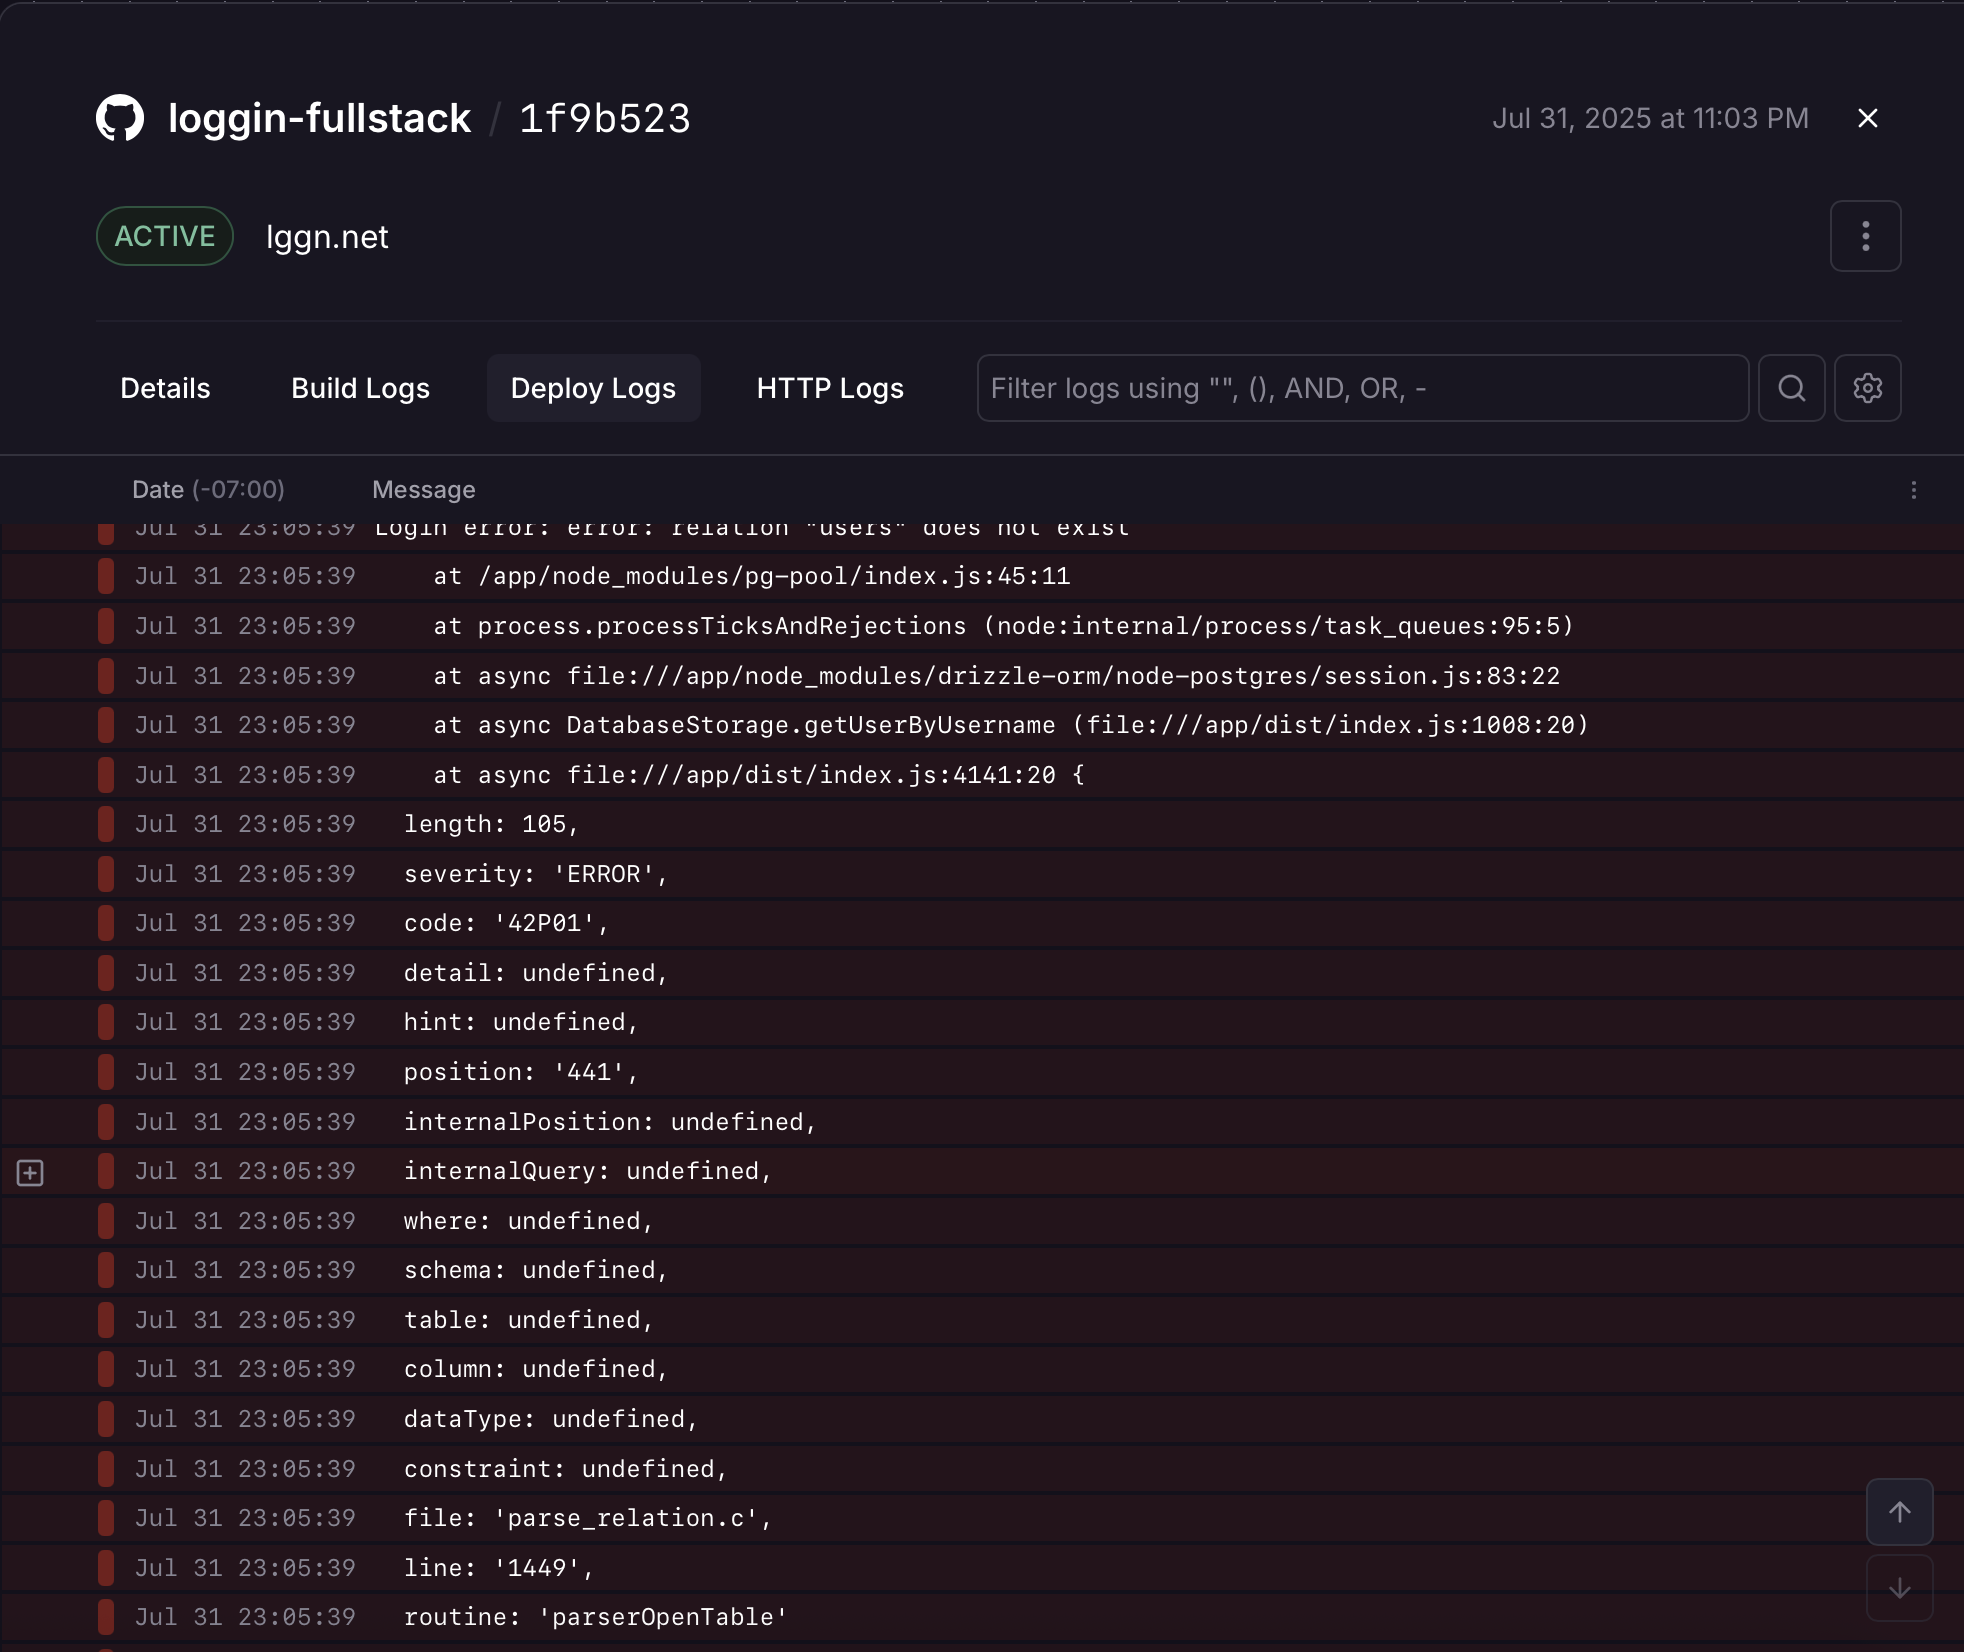 loggin-fullstack / 1f9b523
Jul 31, 2025 at 11:03 PM
ACTIVE lggn.net
Details Build Logs Deploy Logs HTTP Logs Filter logs using "", (), AND, OR, -
Date (-07:00) Message
Jul 31 23:05:39 Login error: error: relation "users" does not exist
Jul 31 23:05:39 at /app/node_modules/pg-pool/index.js:45:11
Jul 31 23:05:39 at process.processTicksAndRejections (node:internal/process/task_queues:95:5)
Jul 31 23:05:39 at async file:///app/node_modules/drizzle-orm/node-postgres/session.js:83:22
Jul 31 23:05:39 at async DatabaseStorage.getUserByUsername (file:///app/dist/index.js:1008:20)
Jul 31 23:05:39 at async file:///app/dist/index.js:4141:20 {
Jul 31 23:05:39 length: 105,
Jul 31 23:05:39 severity: 'ERROR',
Jul 31 23:05:39 code: '42P01',
Jul 31 23:05:39 detail: undefined,
Jul 31 23:05:39 hint: undefined,
Jul 31 23:05:39 position: '441',
Jul 31 23:05:39 internalPosition: undefined,
Jul 31 23:05:39 internalQuery: undefined,
Jul 31 23:05:39 where: undefined,
Jul 31 23:05:39 schema: undefined,
Jul 31 23:05:39 table: undefined,
Jul 31 23:05:39 column: undefined,
Jul 31 23:05:39 dataType: undefined,
Jul 31 23:05:39 constraint: undefined,
Jul 31 23:05:39 file: 'parse_relation.c',
Jul 31 23:05:39 line: '1449',
Jul 31 23:05:39 routine: 'parserOpenTable'